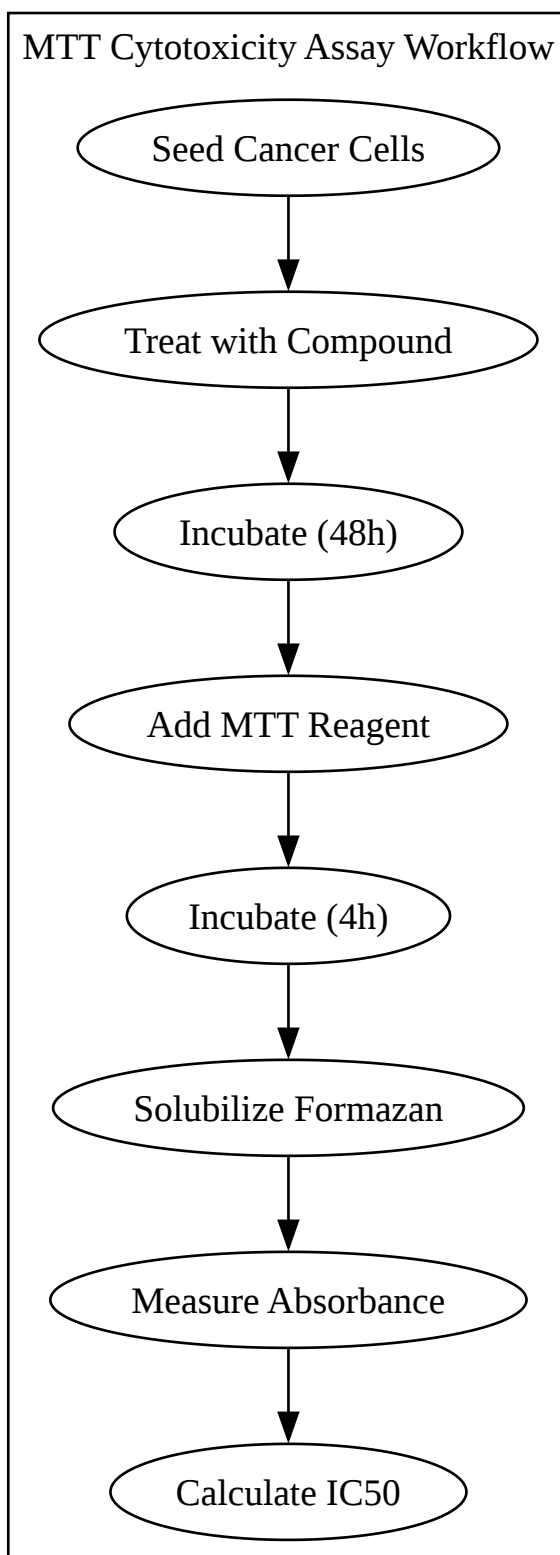 MTT Cytotoxicity Assay Workflow
Seed Cancer Cells
Treat with Compound
Incubate (48h)
Add MTT Reagent
Incubate (4h)
Solubilize Formazan
Measure Absorbance
Calculate IC50